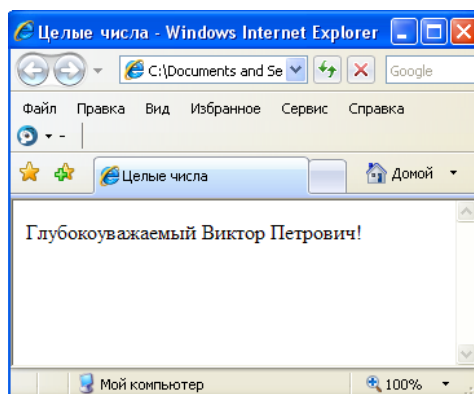 Целые числа - Windows Internet Explorer
C:\Documents and Se Google
Файл Правка Вид Избранное Сервис Справка
Целые числа Домой
Глубокоуважаемый Виктор Петрович!
Мой компьютер 100%